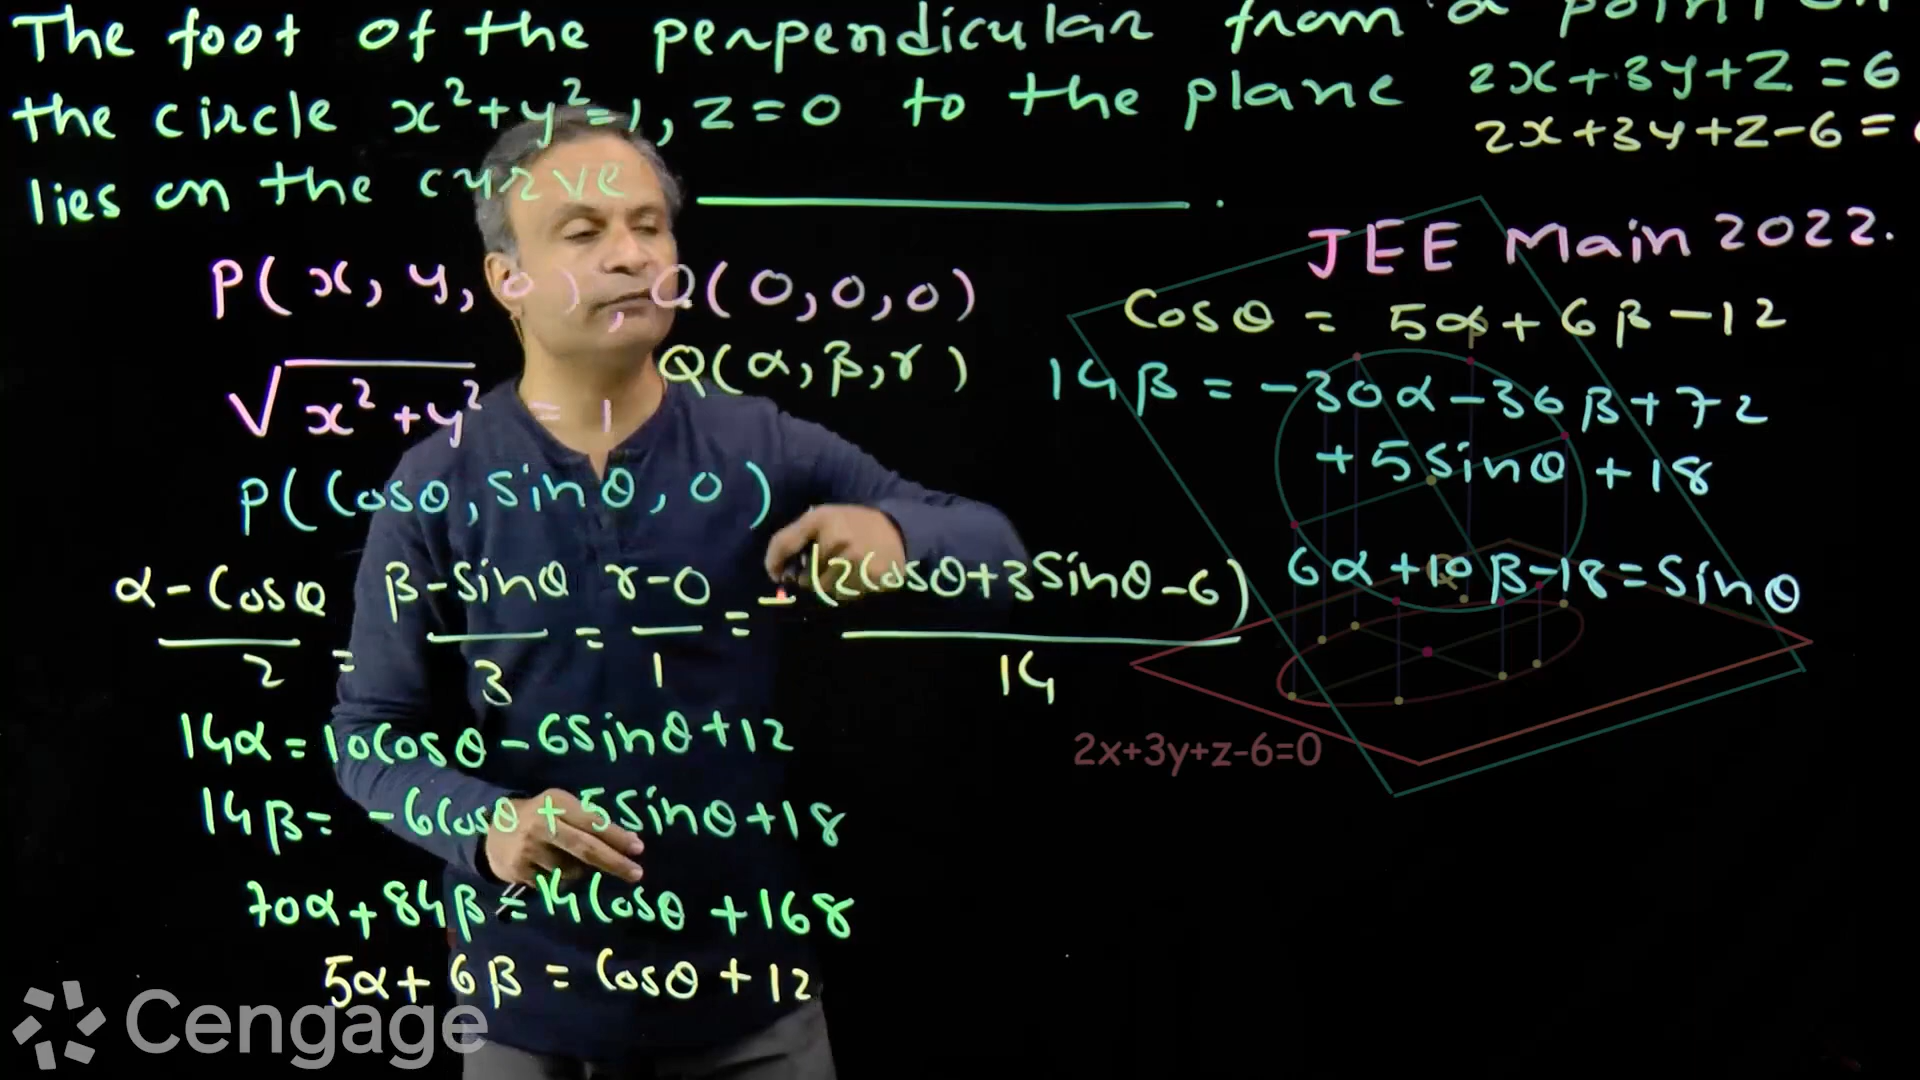 The foot of the perpendicular from a point on
the circle x²+y²=1, z=0 to the plane 2x+3y+z=6
2x+3y+z-6=
lies on the curve ________.
JEE Main 2022.
P(x, y, 0), Q(0,0,0)
Q(α,β,r)
√x²+y² = 1
P(Cosθ, sinθ, 0)
α-Cosθ/2 = β-Sinθ/3 = r-0/1 = -(2Cosθ+3Sinθ-6)/14
14α=10Cosθ-6Sinθ+12
14β= -6Cosθ+5Sinθ+18
70α+84β=14Cosθ+168
5α+6β = Cosθ+12
Cosθ = 5α+6β-12
14β = -30α-36β+72
+5Sinθ+18
6α+10β-18=Sinθ
2x+3y+z-6=0
Cengage